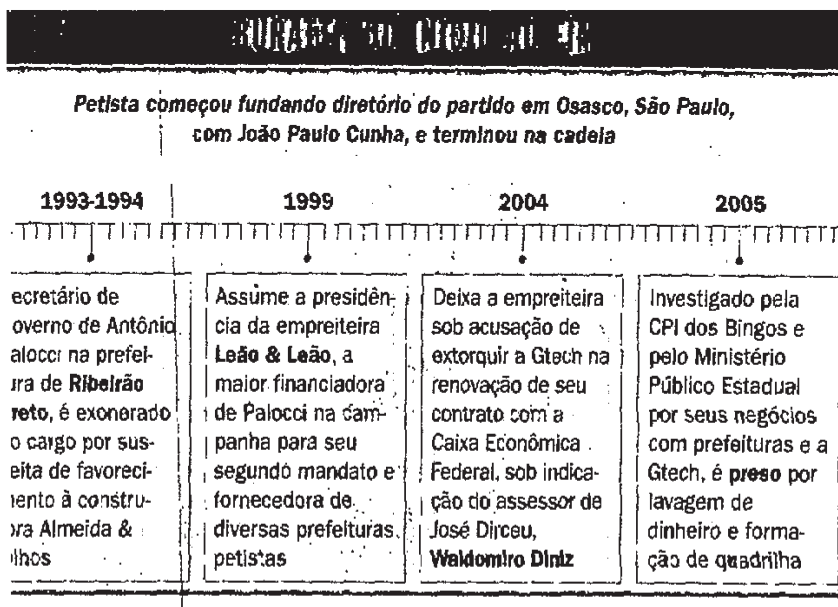 Petista começou fundando diretório do partido em Osasco, São Paulo,
com João Paulo Cunha, e terminou na cadeia
1993-1994
ecretário de
overno de Antônio
alocci na prefei-
ura de Ribeirão
reto, é exonerado
o cargo por sus-
eita de favoreci-
mento à constru-
ora Almeida &
ilhos
1999
Assume a presidên-
cia da empreiteira
Leão & Leão, a
maior financiadora
de Palocci na cam-
panha para seu
segundo mandato e
fornecedora de
diversas prefeituras
petistas
2004
Deixa a empreiteira
sob acusação de
extorquir a Gtech na
renovação de seu
contrato com a
Caixa Econômica
Federal, sob indica-
ção do assessor de
José Dirceu,
Waldomiro Diniz
2005
Investigado pela
CPI dos Bingos e
pelo Ministério
Público Estadual
por seus negócios
com prefeituras e a
Gtech, é preso por
lavagem de
dinheiro e forma-
ção de quadrilha